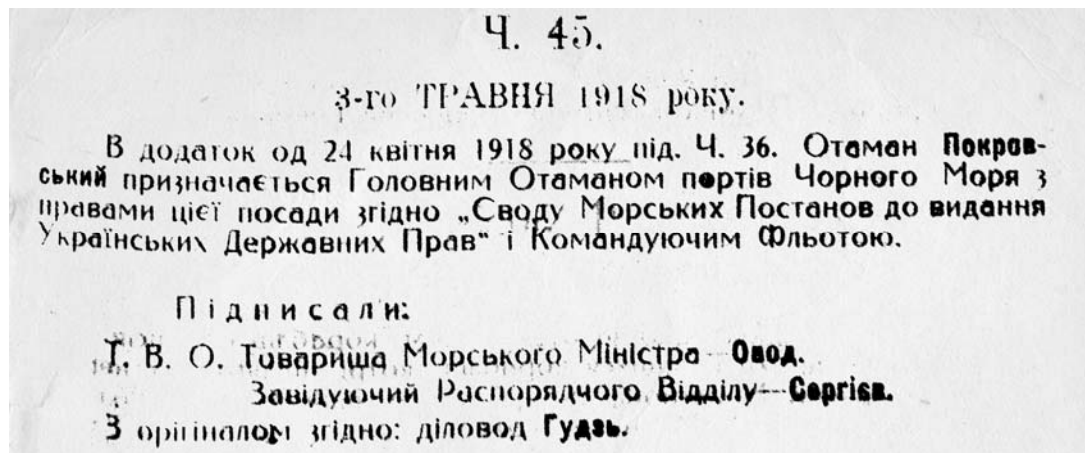 Ч. 45.
3-го ТРАВНЯ 1918 року.
В додаток од 24 квітня 1918 року під. Ч. 36. Отаман Покров-
ський призначається Головним Отаманом портів Чорного Моря з
правами цієї посади згідно „Своду Морських Постанов до видання
Українських Державних Прав“ і Командуючим Фльотою.
Підписали:
Т. В. О. Товариша Морського Міністра—Овод.
Завідуючий Распорядчого Відділу—Сергієв.
З орігіналом згідно: діловод Гудзь.